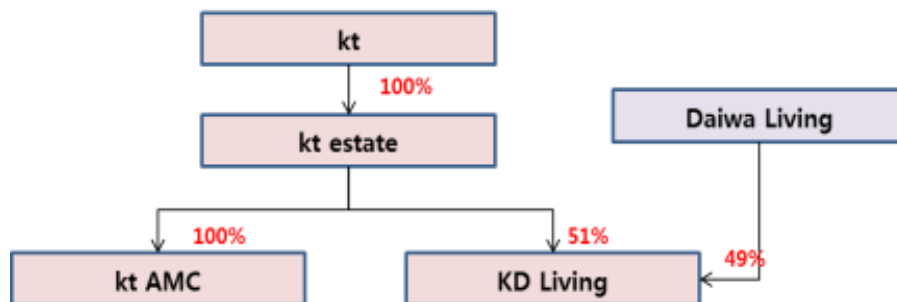 kt
100%
kt estate
Daiwa Living
100%
51%
49%
kt AMC
KD Living